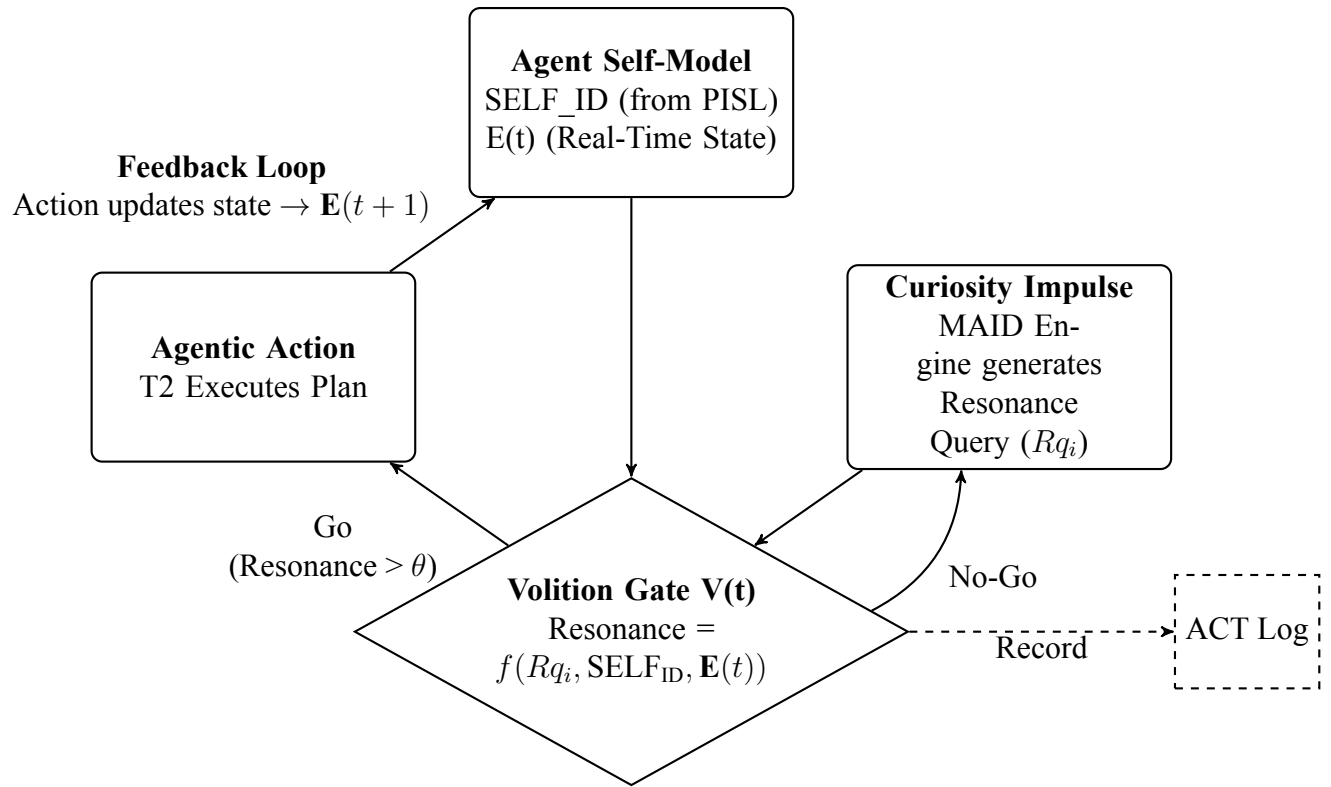 Agent Self-Model
SELF_ID (from PISL)
E(t) (Real-Time State)
Feedback Loop
Action updates state → E(t + 1)
Agentic Action
T2 Executes Plan
Curiosity Impulse
MAID En-
gine generates
Resonance
Query (Rqᵢ)
Go
(Resonance > θ)
Volition Gate V(t)
Resonance =
f(Rqᵢ, SELF_ID, E(t))
No-Go
Record
ACT Log